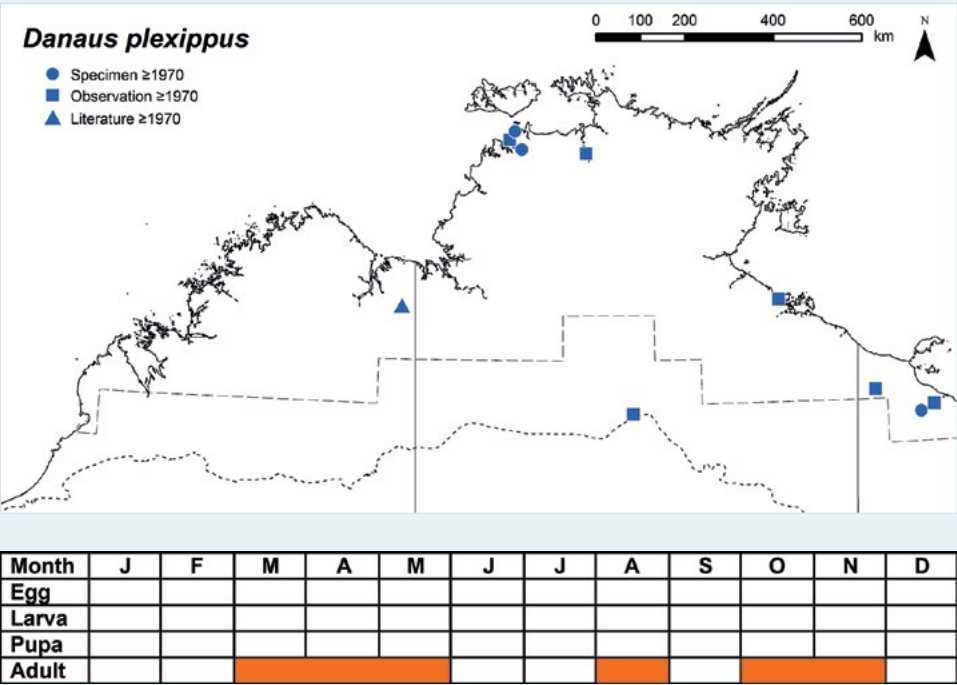 Danaus plexippus
Specimen ≥1970
Observation ≥1970
Literature ≥1970
0 100 200 400 600
km
N
Month J F M A M J J A S O N D
Egg
Larva
Pupa
Adult